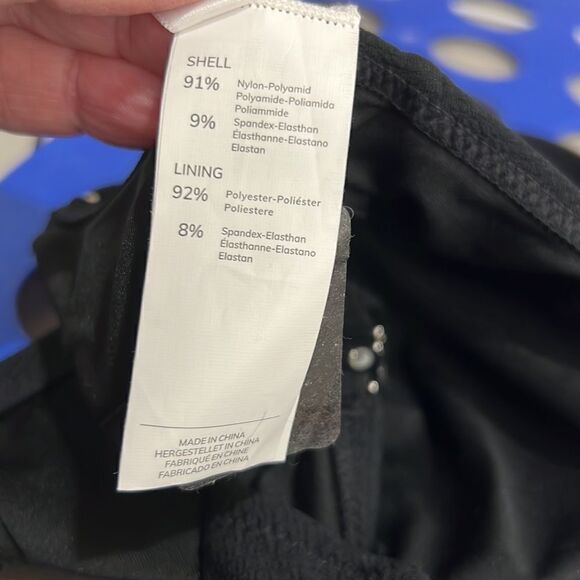 SHELL
91% Nylon-Polyamid
Polyamide-Poliamida
Poliammide
9% Spandex-Elasthan
Élasthanne-Elastano
Elastan
LINING
92% Polyester-Poliéster
Poliestere
8% Spandex-Elasthan
Élasthanne-Elastano
Elastan
MADE IN CHINA
HERGESTELLET IN CHINA
FABRIQUÉ EN CHINE
FABRICADO EN CHINA